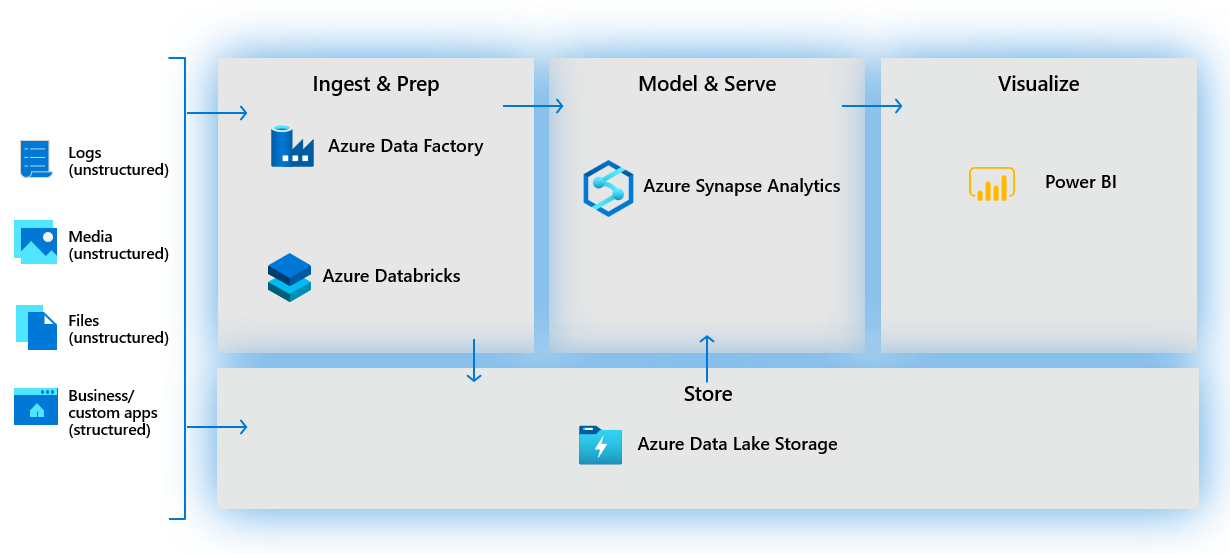 Logs
(unstructured)
Media
(unstructured)
Files
(unstructured)
Business/
custom apps
(structured)
Ingest & Prep
Azure Data Factory
Azure Databricks
Model & Serve
Azure Synapse Analytics
Visualize
Power BI
Store
Azure Data Lake Storage